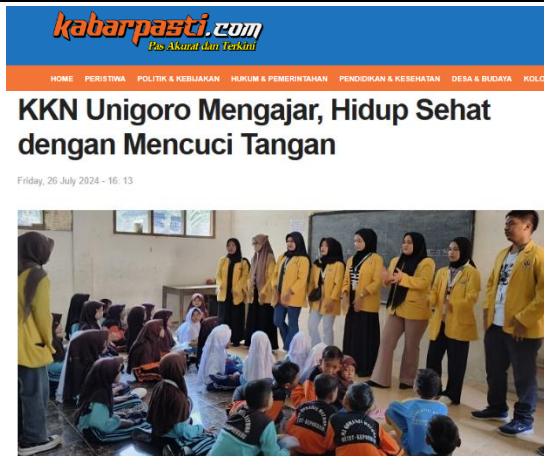 kabarpasti.com
Pas Akurat dan Terkini
HOME PERISTIWA POLITIK & KEBIJAKAN HUKUM & PEMERINTAHAN PENDIDIKAN & KESEHATAN DESA & BUDAYA KOLO
KKN Unigoro Mengajar, Hidup Sehat
dengan Mencuci Tangan
Friday, 26 July 2024 - 16: 13